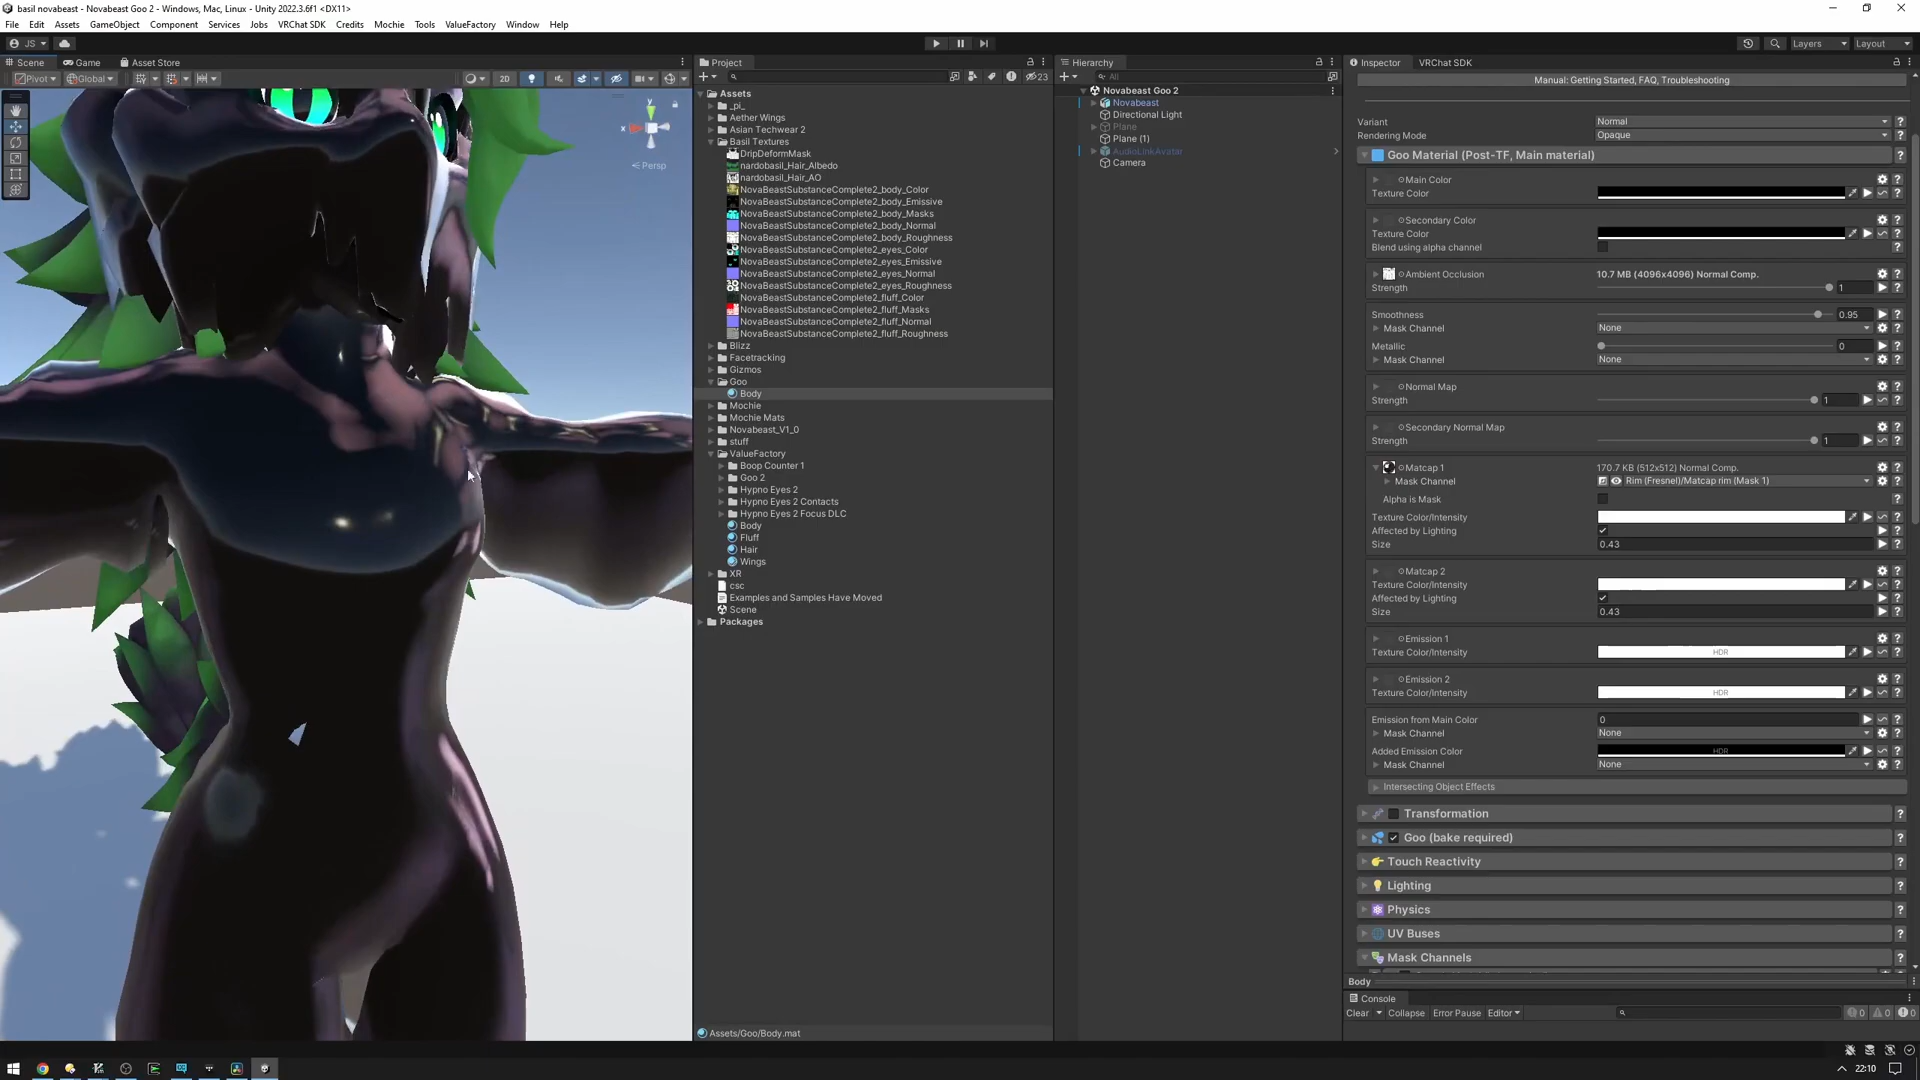 basil novabeast - Novabeast Goo 2 - Windows, Mac, Linux - Unity 2022.3.6f1 <DX11>
File Edit Assets GameObject Component Services Jobs VRChat SDK Credits Mochie Tools ValueFactory Window Help
JS
Layers Layout
Scene Game Asset Store
Pivot Global 2D
y
x
Persp
Project
23
Assets
_pi_
Aether Wings
Asian Techwear 2
Basil Textures
DripDeformMask
nardobasil_Hair_Albedo
nardobasil_Hair_AO
NovaBeastSubstanceComplete2_body_Color
NovaBeastSubstanceComplete2_body_Emissive
NovaBeastSubstanceComplete2_body_Masks
NovaBeastSubstanceComplete2_body_Normal
NovaBeastSubstanceComplete2_body_Roughness
NovaBeastSubstanceComplete2_eyes_Color
NovaBeastSubstanceComplete2_eyes_Emissive
NovaBeastSubstanceComplete2_eyes_Normal
NovaBeastSubstanceComplete2_eyes_Roughness
NovaBeastSubstanceComplete2_fluff_Color
NovaBeastSubstanceComplete2_fluff_Masks
NovaBeastSubstanceComplete2_fluff_Normal
NovaBeastSubstanceComplete2_fluff_Roughness
Blizz
Facetracking
Gizmos
Goo
Body
Mochie
Mochie Mats
Novabeast_V1_0
stuff
ValueFactory
Boop Counter 1
Goo 2
Hypno Eyes 2
Hypno Eyes 2 Contacts
Hypno Eyes 2 Focus DLC
Body
Fluff
Hair
Wings
XR
csc
Examples and Samples Have Moved
Scene
Packages
Assets/Goo/Body.mat
Hierarchy
All
Novabeast Goo 2
Novabeast
Directional Light
Plane
Plane (1)
AudioLinkAvatar
Camera
Inspector VRChat SDK
Manual: Getting Started, FAQ, Troubleshooting
Variant Normal
Rendering Mode Opaque
Goo Material (Post-TF, Main material)
Main Color
Texture Color
Secondary Color
Texture Color
Blend using alpha channel
Ambient Occlusion 10.7 MB (4096x4096) Normal Comp.
Strength 1
Smoothness 0.95
Mask Channel None
Metallic 0
Mask Channel None
Normal Map
Strength 1
Secondary Normal Map
Strength 1
Matcap 1 170.7 KB (512x512) Normal Comp.
Mask Channel Rim (Fresnel)/Matcap rim (Mask 1)
Alpha is Mask
Texture Color/Intensity
Affected by Lighting
Size 0.43
Matcap 2
Texture Color/Intensity
Affected by Lighting
Size 0.43
Emission 1
Texture Color/Intensity HDR
Emission 2
Texture Color/Intensity HDR
Emission from Main Color 0
Mask Channel None
Added Emission Color HDR
Mask Channel None
Intersecting Object Effects
Transformation
Goo (bake required)
Touch Reactivity
Lighting
Physics
UV Buses
Mask Channels
Body
Console
Clear Collapse Error Pause Editor 0 0 0
22:10